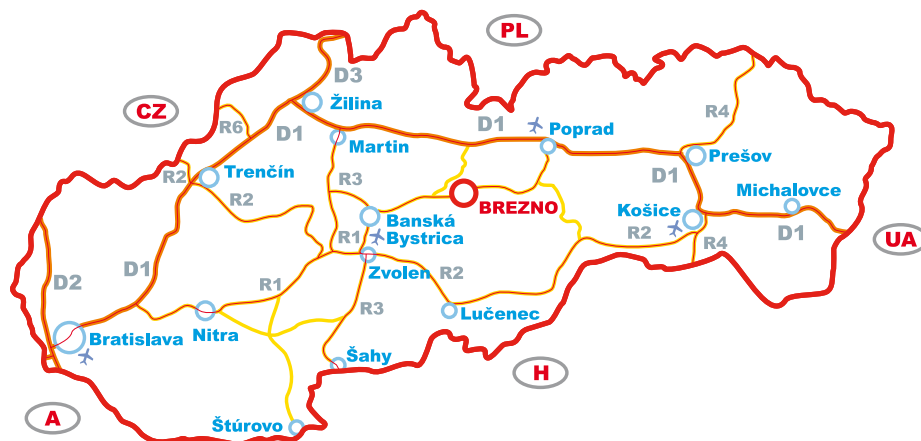 PL
D3
CZ
Žilina
R4
R6
D1
D1
Poprad
Martin
Prešov
R2
Trenčín
R3
D1
Michalovce
R2
BREZNO
Košice
Banská
Bystrica
R1
R2
D1
UA
R4
Zvolen
D2
D1
R1
R2
R3
Nitra
Lučenec
Bratislava
Šahy
H
A
Štúrovo